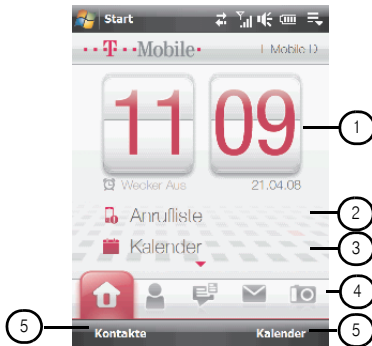 Start
T··Mobile·
T-Mobile D
11 09
1
Wecker Aus 21.04.08
Anrufliste 2
Kalender 3
4
5 Kontakte Kalender 5